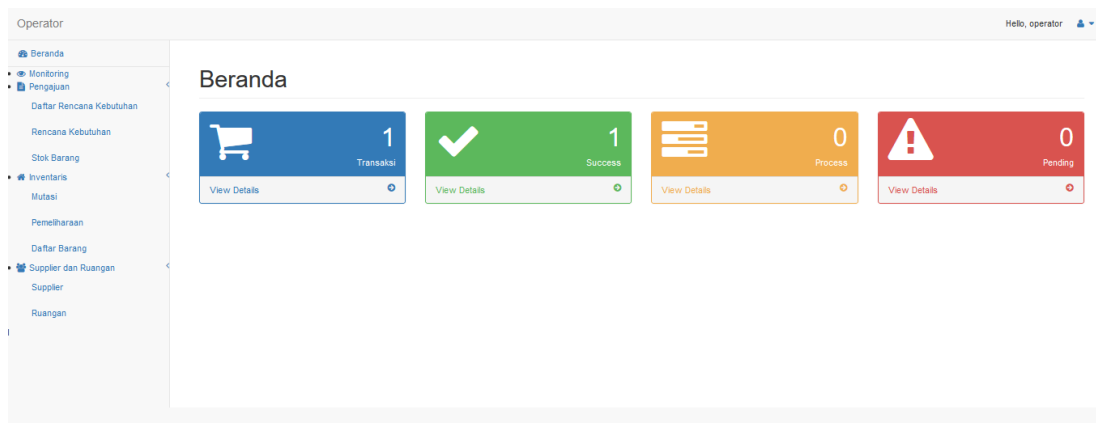 Operator
Hello, operator
Beranda
Monitoring
Pengajuan
Daftar Rencana Kebutuhan
Rencana Kebutuhan
Stok Barang
Inventaris
Mutasi
Pemeliharaan
Daftar Barang
Supplier dan Ruangan
Supplier
Ruangan
Beranda
1
Transaksi
View Details
1
Success
View Details
0
Process
View Details
0
Pending
View Details